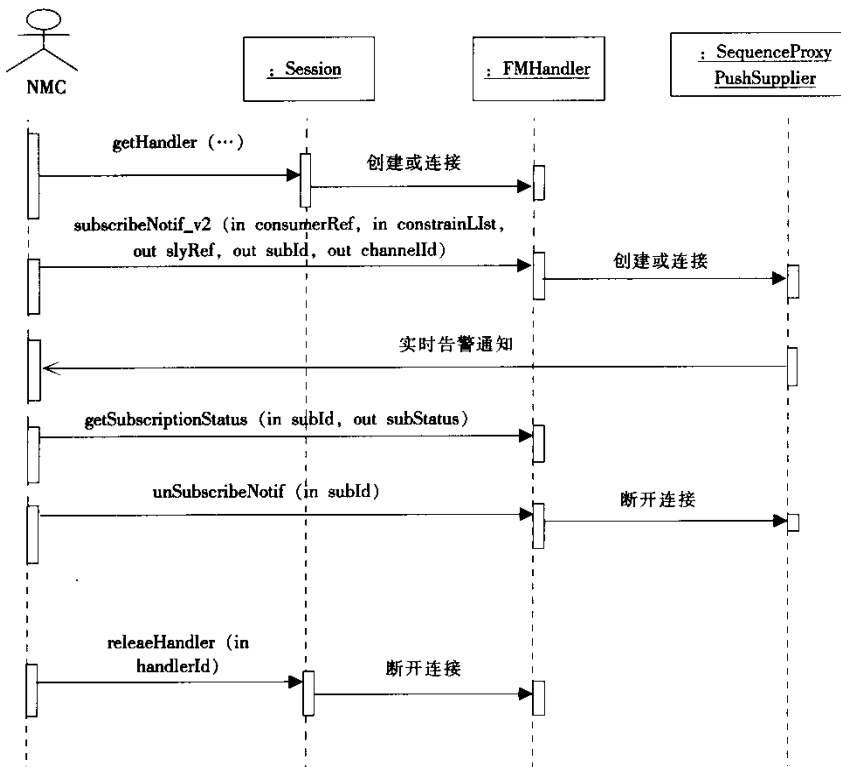 NMC
: Session
: FMHandler
: SequenceProxy
PushSupplier
getHandler (…)
创建或连接
subscribeNotif_v2 (in consumerRef, in constrainLIst,
out slyRef, out subId, out channelId)
创建或连接
实时告警通知
getSubscriptionStatus (in subId, out subStatus)
unSubscribeNotif (in subId)
断开连接
releaeHandler (in
handlerId)
断开连接